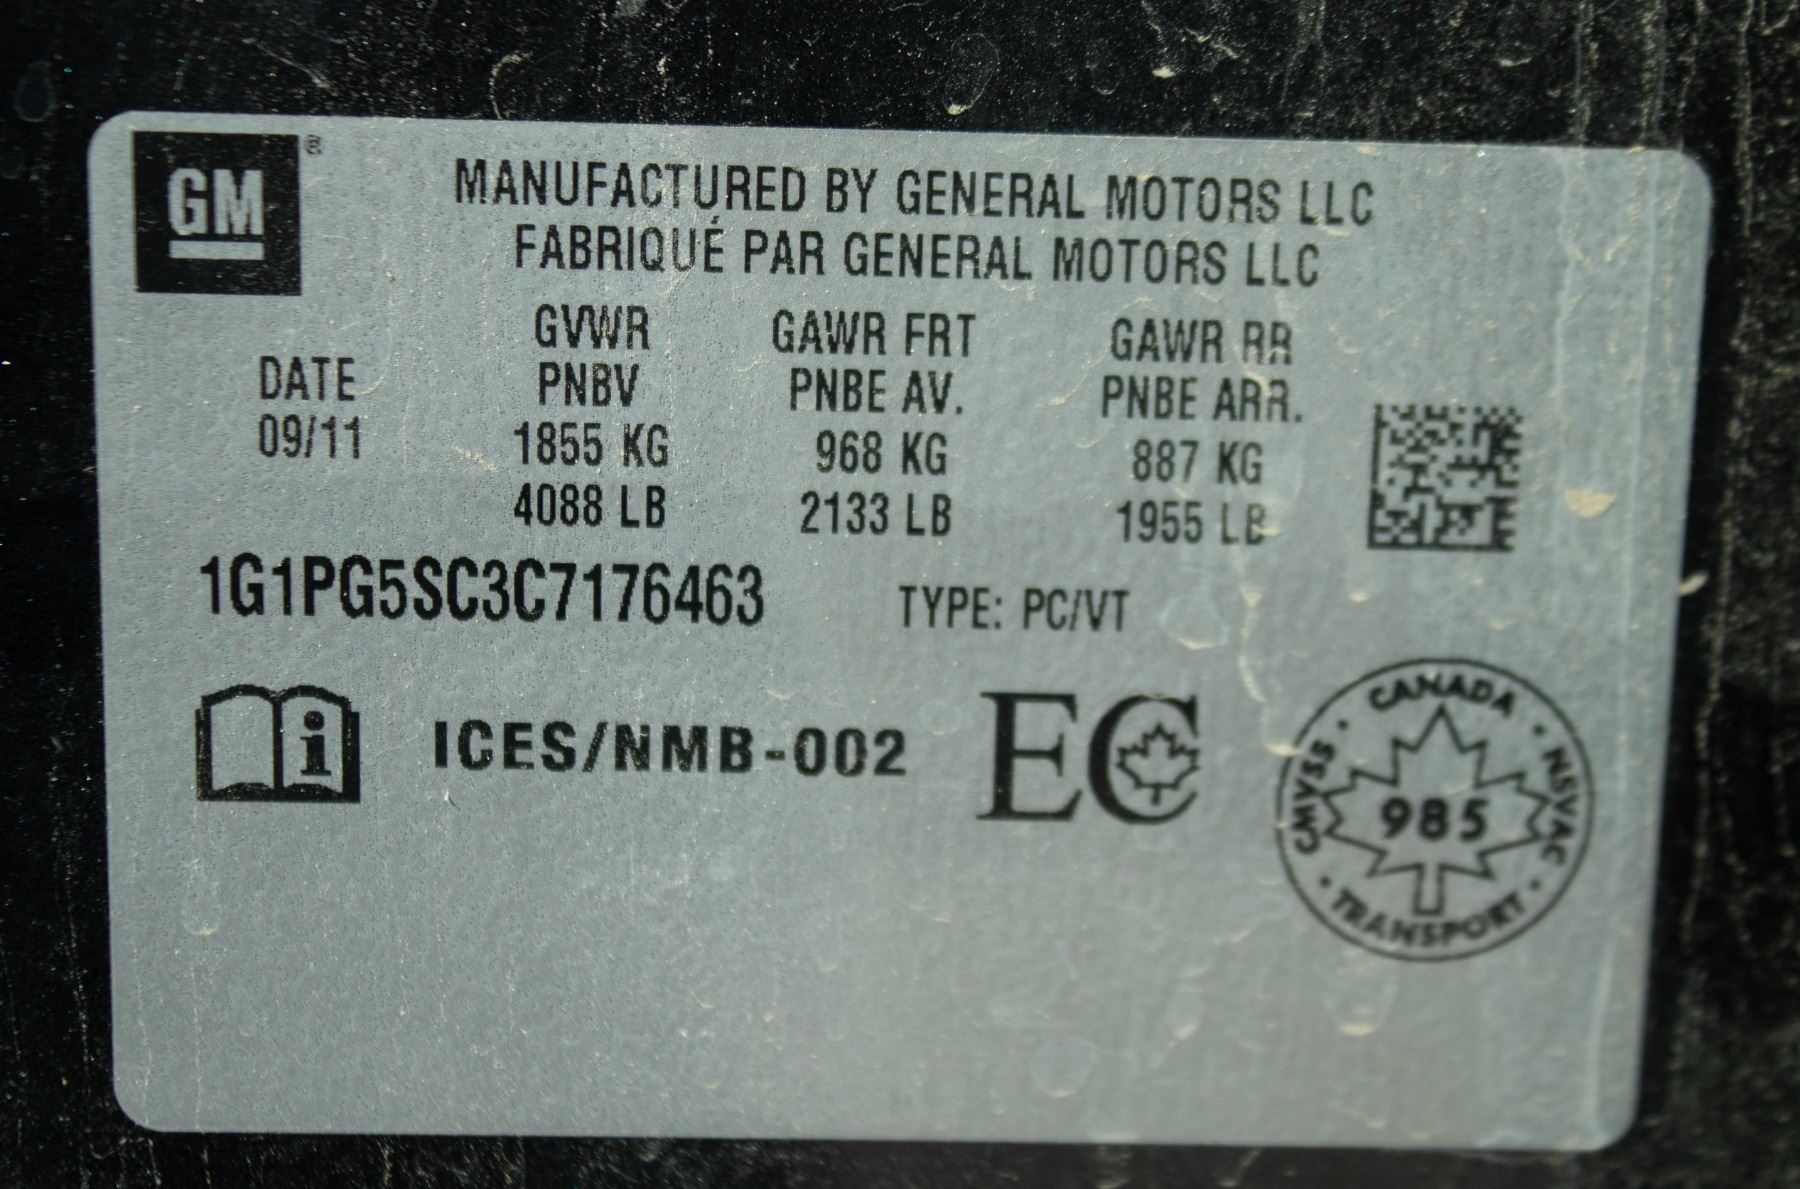 GM
®
MANUFACTURED BY GENERAL MOTORS LLC
FABRIQUÉ PAR GENERAL MOTORS LLC
DATE
09/11
GVWR
PNBV
1855 KG
4088 LB
GAWR FRT
PNBE AV.
968 KG
2133 LB
GAWR RR
PNBE ARR.
887 KG
1955 LB
1G1PG5SC3C7176463 TYPE: PC/VT
i
ICES/NMB-002
EC
CANADA · NSVAC · TRANSPORT · CMVSS ·
985